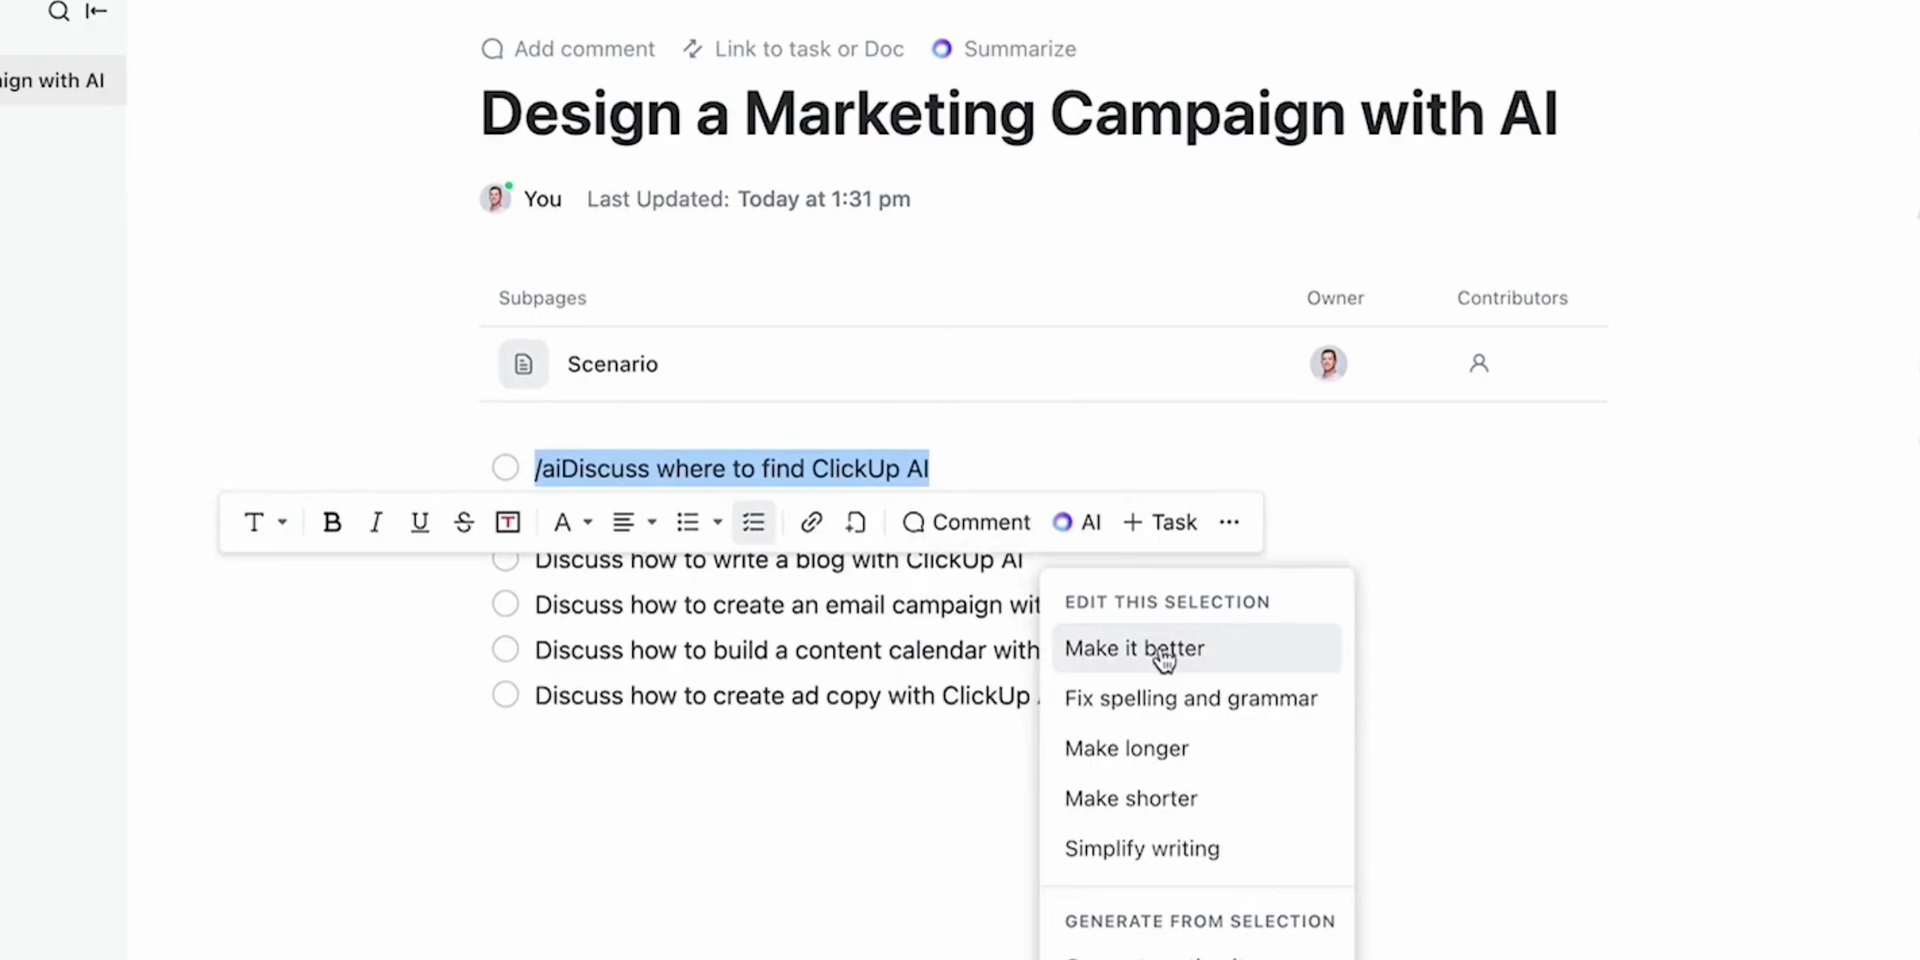 ign with AI
Add comment Link to task or Doc Summarize
Design a Marketing Campaign with AI
You Last Updated: Today at 1:31 pm
Subpages Owner Contributors
Scenario
/aiDiscuss where to find ClickUp AI
T B I U S T A Comment AI + Task ...
Discuss how to write a blog with ClickUp AI
Discuss how to create an email campaign wit
Discuss how to build a content calendar with
Discuss how to create ad copy with ClickUp
EDIT THIS SELECTION
Make it better
Fix spelling and grammar
Make longer
Make shorter
Simplify writing
GENERATE FROM SELECTION